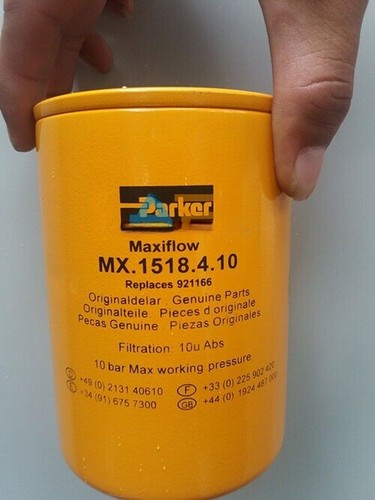 Parker
Maxiflow
MX.1518.4.10
Replaces 921166
Originaldelar . Genuine Parts
Originalteile . Pieces d originale
Pecas Genuine . Piezas Originales
Filtration: 10u Abs
10 bar Max working pressure
D +49 (0) 2131 40610 F +33 (0) 225 902 420
E +34 (91) 675 7300 GB +44 (0) 1924 487 000